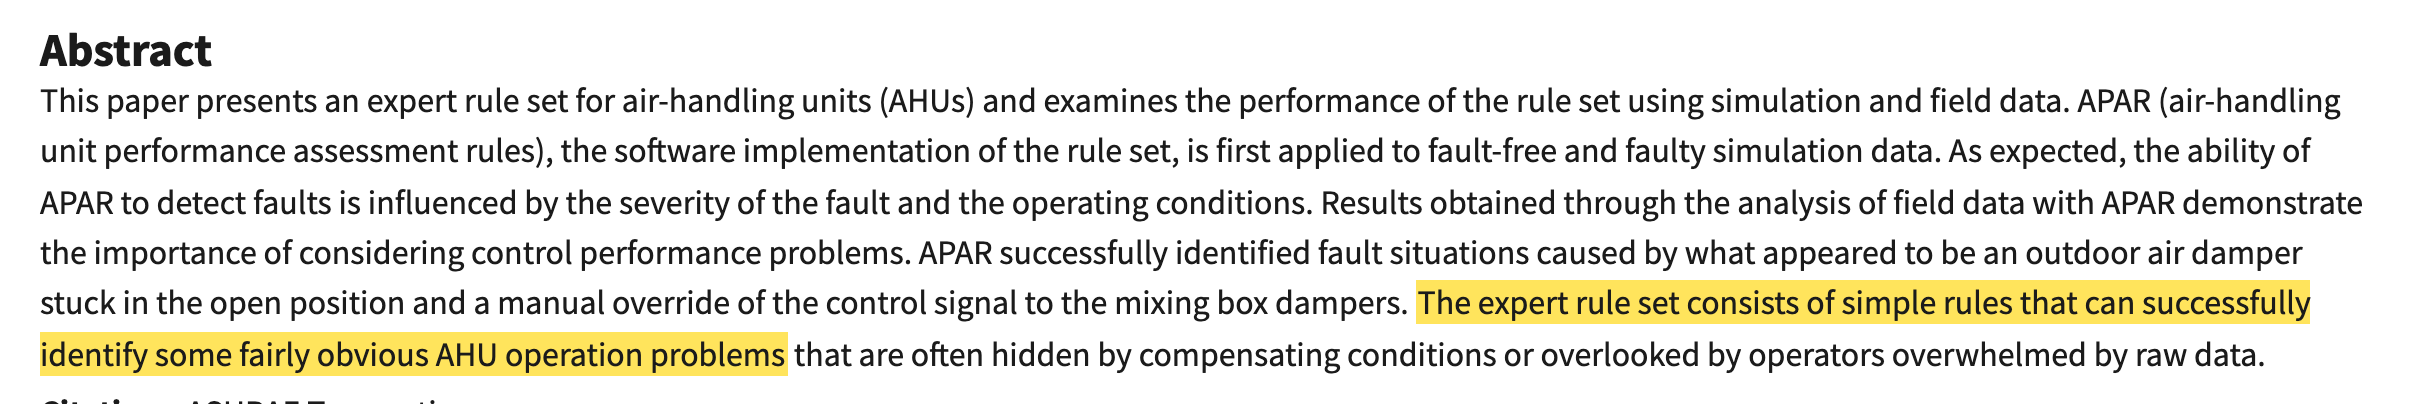 Abstract
This paper presents an expert rule set for air-handling units (AHUs) and examines the performance of the rule set using simulation and field data. APAR (air-handling
unit performance assessment rules), the software implementation of the rule set, is first applied to fault-free and faulty simulation data. As expected, the ability of
APAR to detect faults is influenced by the severity of the fault and the operating conditions. Results obtained through the analysis of field data with APAR demonstrate
the importance of considering control performance problems. APAR successfully identified fault situations caused by what appeared to be an outdoor air damper
stuck in the open position and a manual override of the control signal to the mixing box dampers. The expert rule set consists of simple rules that can successfully
identify some fairly obvious AHU operation problems that are often hidden by compensating conditions or overlooked by operators overwhelmed by raw data.